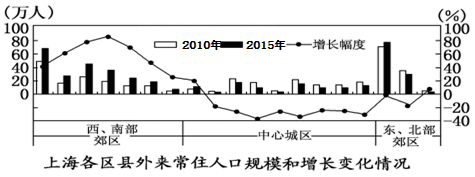 (万人) (%)
100 2010年 2015年 增长幅度 100
80 80
60 60
40 40
20 20
0 0
-20
-40
西、南部 郊区 中心城区 东、北部 郊区
上海各区县外来常住人口规模和增长变化情况